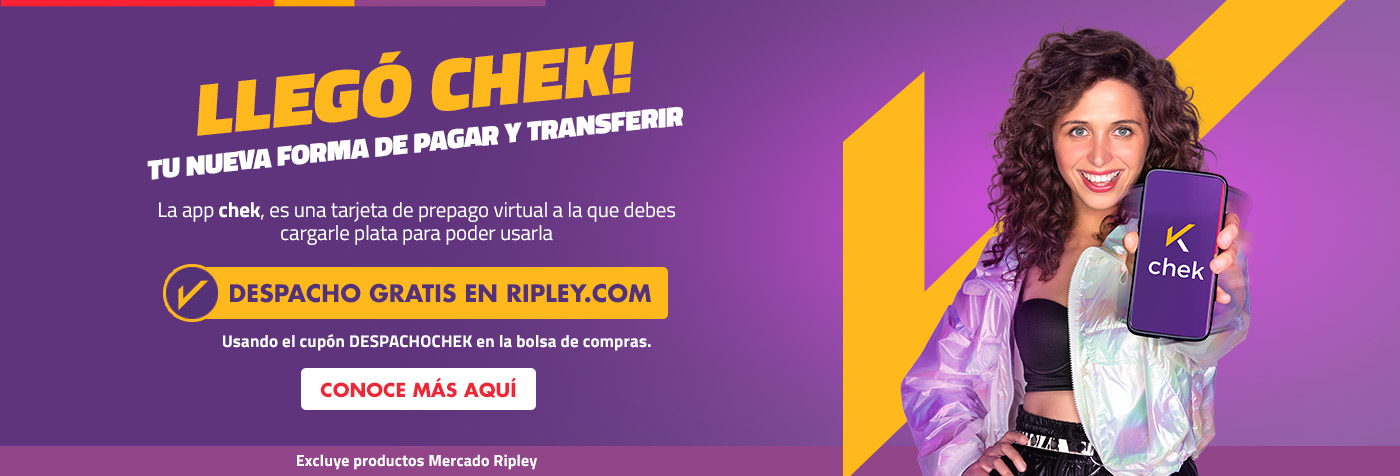 LLEGÓ CHEK!
TU NUEVA FORMA DE PAGAR Y TRANSFERIR
La app chek, es una tarjeta de prepago virtual a la que debes
cargarle plata para poder usarla
DESPACHO GRATIS EN RIPLEY.COM
Usando el cupón DESPACHOCHEK en la bolsa de compras.
CONOCE MÁS AQUÍ
Excluye productos Mercado Ripley
chek